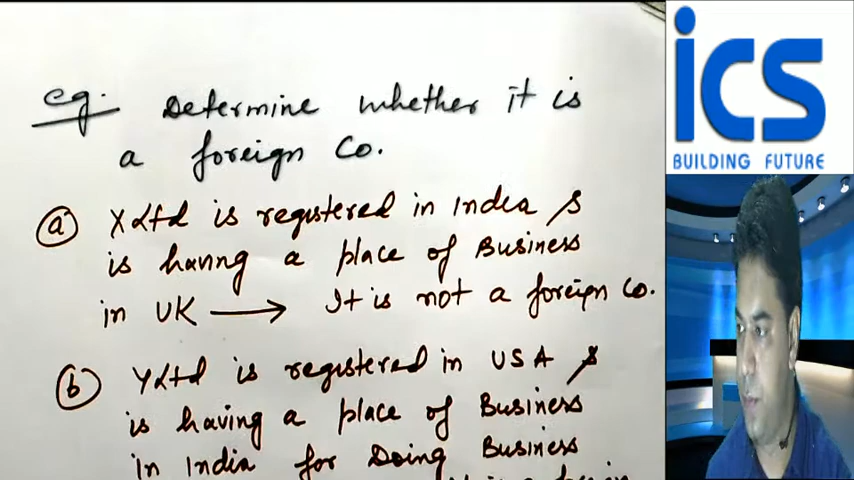 eg. Determine whether it is
a foreign Co.
(a) X Ltd is registered in India &
is having a place of Business
in UK → It is not a foreign Co.
(b) Y Ltd is registered in USA &
is having a place of Business
in India for Doing Business
ics
BUILDING FUTURE